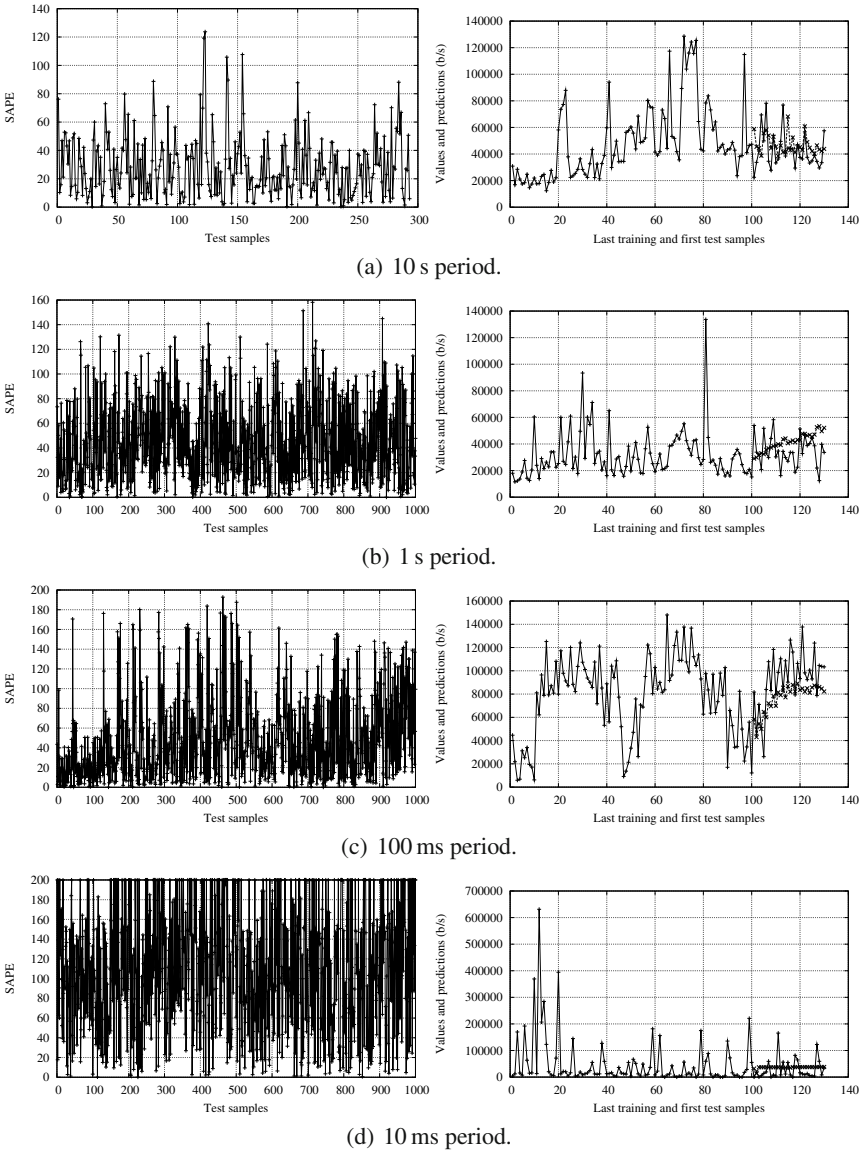 140
120
100
80
60
40
20
0
SAPE
0 50 100 150 200 250 300
Test samples
140000
120000
100000
80000
60000
40000
20000
0
Values and predictions (b/s)
0 20 40 60 80 100 120 140
Last training and first test samples
(a) 10 s period.
160
140
120
100
80
60
40
20
0
SAPE
0 100 200 300 400 500 600 700 800 900 1000
Test samples
140000
120000
100000
80000
60000
40000
20000
0
Values and predictions (b/s)
0 20 40 60 80 100 120 140
Last training and first test samples
(b) 1 s period.
200
180
160
140
120
100
80
60
40
20
0
SAPE
0 100 200 300 400 500 600 700 800 900 1000
Test samples
160000
140000
120000
100000
80000
60000
40000
20000
0
Values and predictions (b/s)
0 20 40 60 80 100 120 140
Last training and first test samples
(c) 100 ms period.
200
180
160
140
120
100
80
60
40
20
0
SAPE
0 100 200 300 400 500 600 700 800 900 1000
Test samples
700000
600000
500000
400000
300000
200000
100000
0
Values and predictions (b/s)
0 20 40 60 80 100 120 140
Last training and first test samples
(d) 10 ms period.